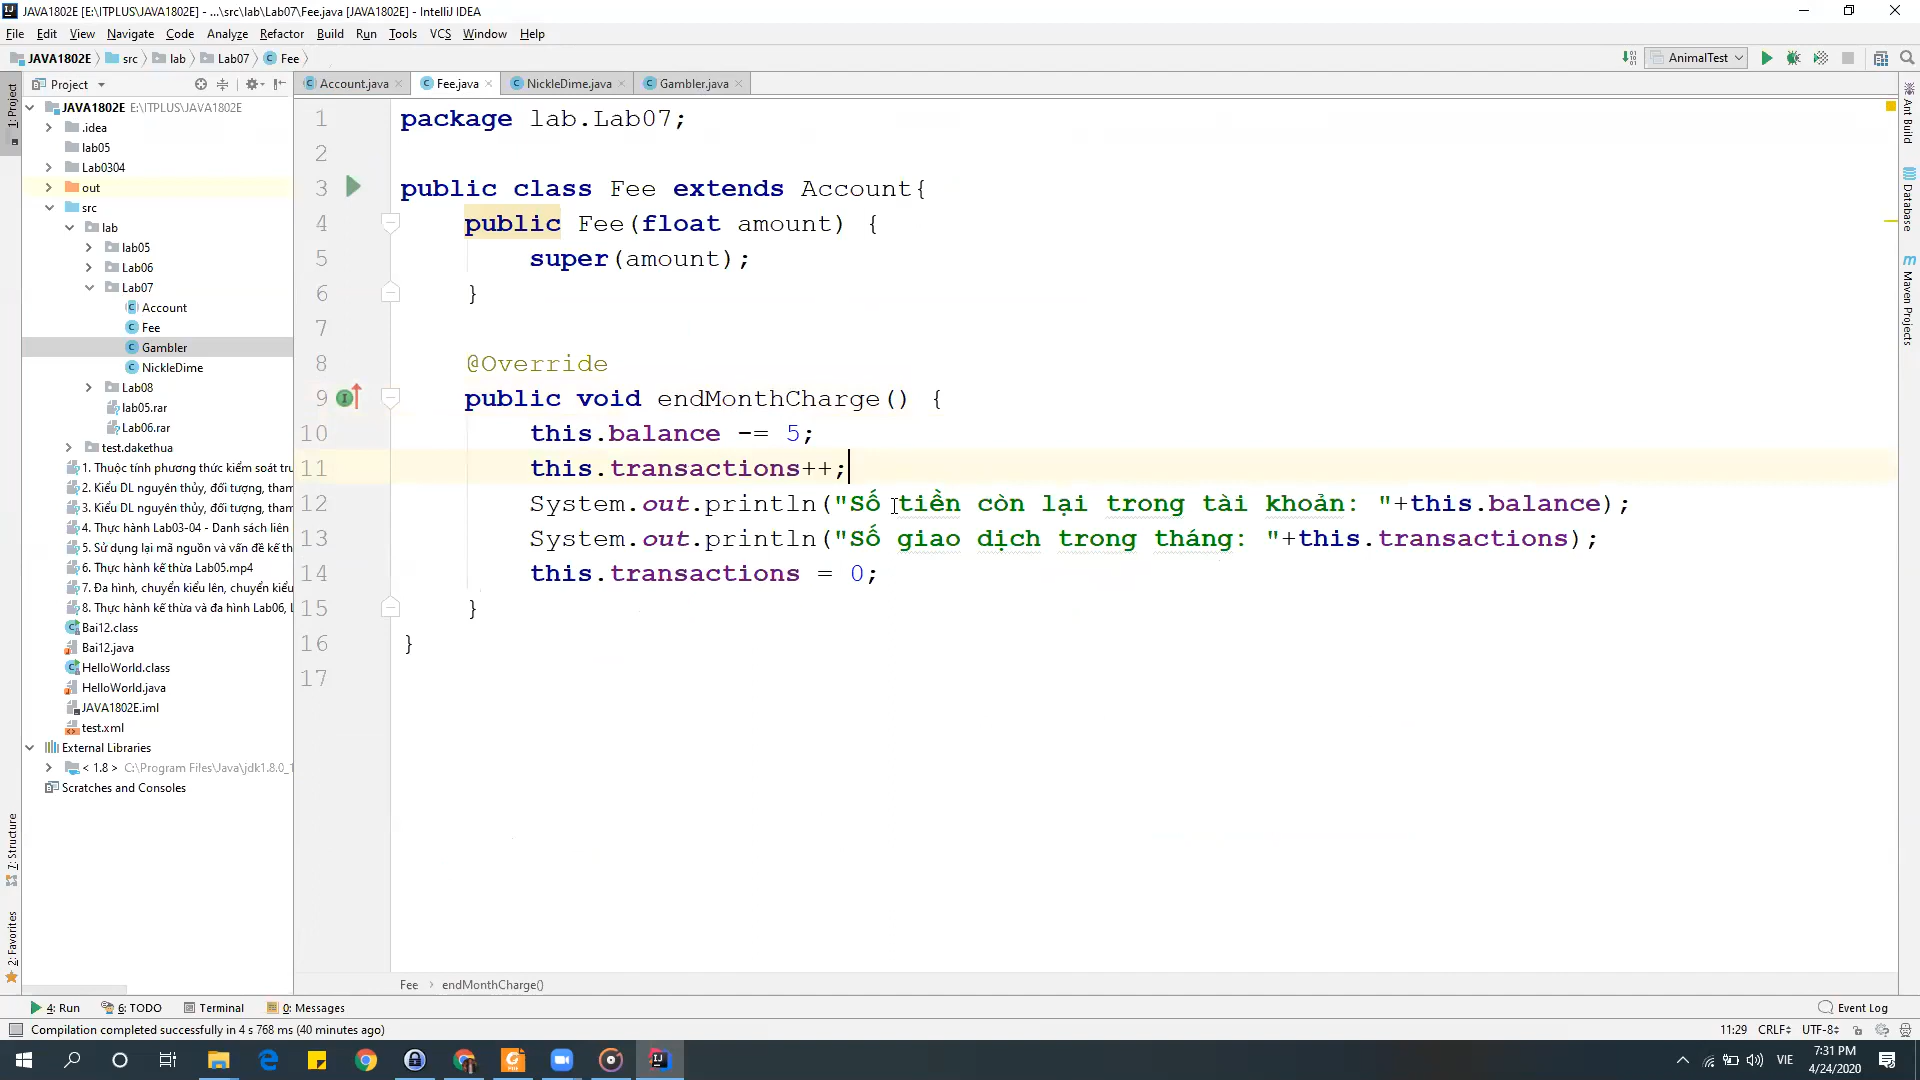 JAVA1802E [E:\ITPLUS\JAVA1802E] - ...\src\lab\Lab07\Fee.java [JAVA1802E] - IntelliJ IDEA
File Edit View Navigate Code Analyze Refactor Build Run Tools VCS Window Help
JAVA1802E src lab Lab07 Fee
AnimalTest
Project
Account.java Fee.java NickleDime.java Gambler.java
1: Project
JAVA1802E E:\ITPLUS\JAVA1802E
.idea
lab05
Lab0304
out
src
lab
lab05
Lab06
Lab07
Account
Fee
Gambler
NickleDime
Lab08
lab05.rar
Lab06.rar
test.dakethua
1. Thuộc tính phương thức kiểm soát tru
2. Kiểu DL nguyên thủy, đối tượng, tham
3. Kiểu DL nguyên thủy, đối tượng, tham
4. Thực hành Lab03-04 - Danh sách liên
5. Sử dụng lại mã nguồn và vấn đề kế th
6. Thực hành kế thừa Lab05.mp4
7. Đa hình, chuyển kiểu lên, chuyển kiểu
8. Thực hành kế thừa và đa hình Lab06, L
Bai12.class
Bai12.java
HelloWorld.class
HelloWorld.java
JAVA1802E.iml
test.xml
External Libraries
< 1.8 > C:\Program Files\Java\jdk1.8.0_1
Scratches and Consoles
7: Structure
2: Favorites
1 package lab.Lab07;
2
3 public class Fee extends Account{
4 public Fee(float amount) {
5 super(amount);
6 }
7
8 @Override
9 public void endMonthCharge() {
10 this.balance -= 5;
11 this.transactions++;
12 System.out.println("Số tiền còn lại trong tài khoản: "+this.balance);
13 System.out.println("Số giao dịch trong tháng: "+this.transactions);
14 this.transactions = 0;
15 }
16 }
17
Ant Build
Database
Maven Projects
Fee endMonthCharge()
4: Run 6: TODO Terminal 0: Messages Event Log
Compilation completed successfully in 4 s 768 ms (40 minutes ago) 11:29 CRLF UTF-8
VIE
7:31 PM
4/24/2020